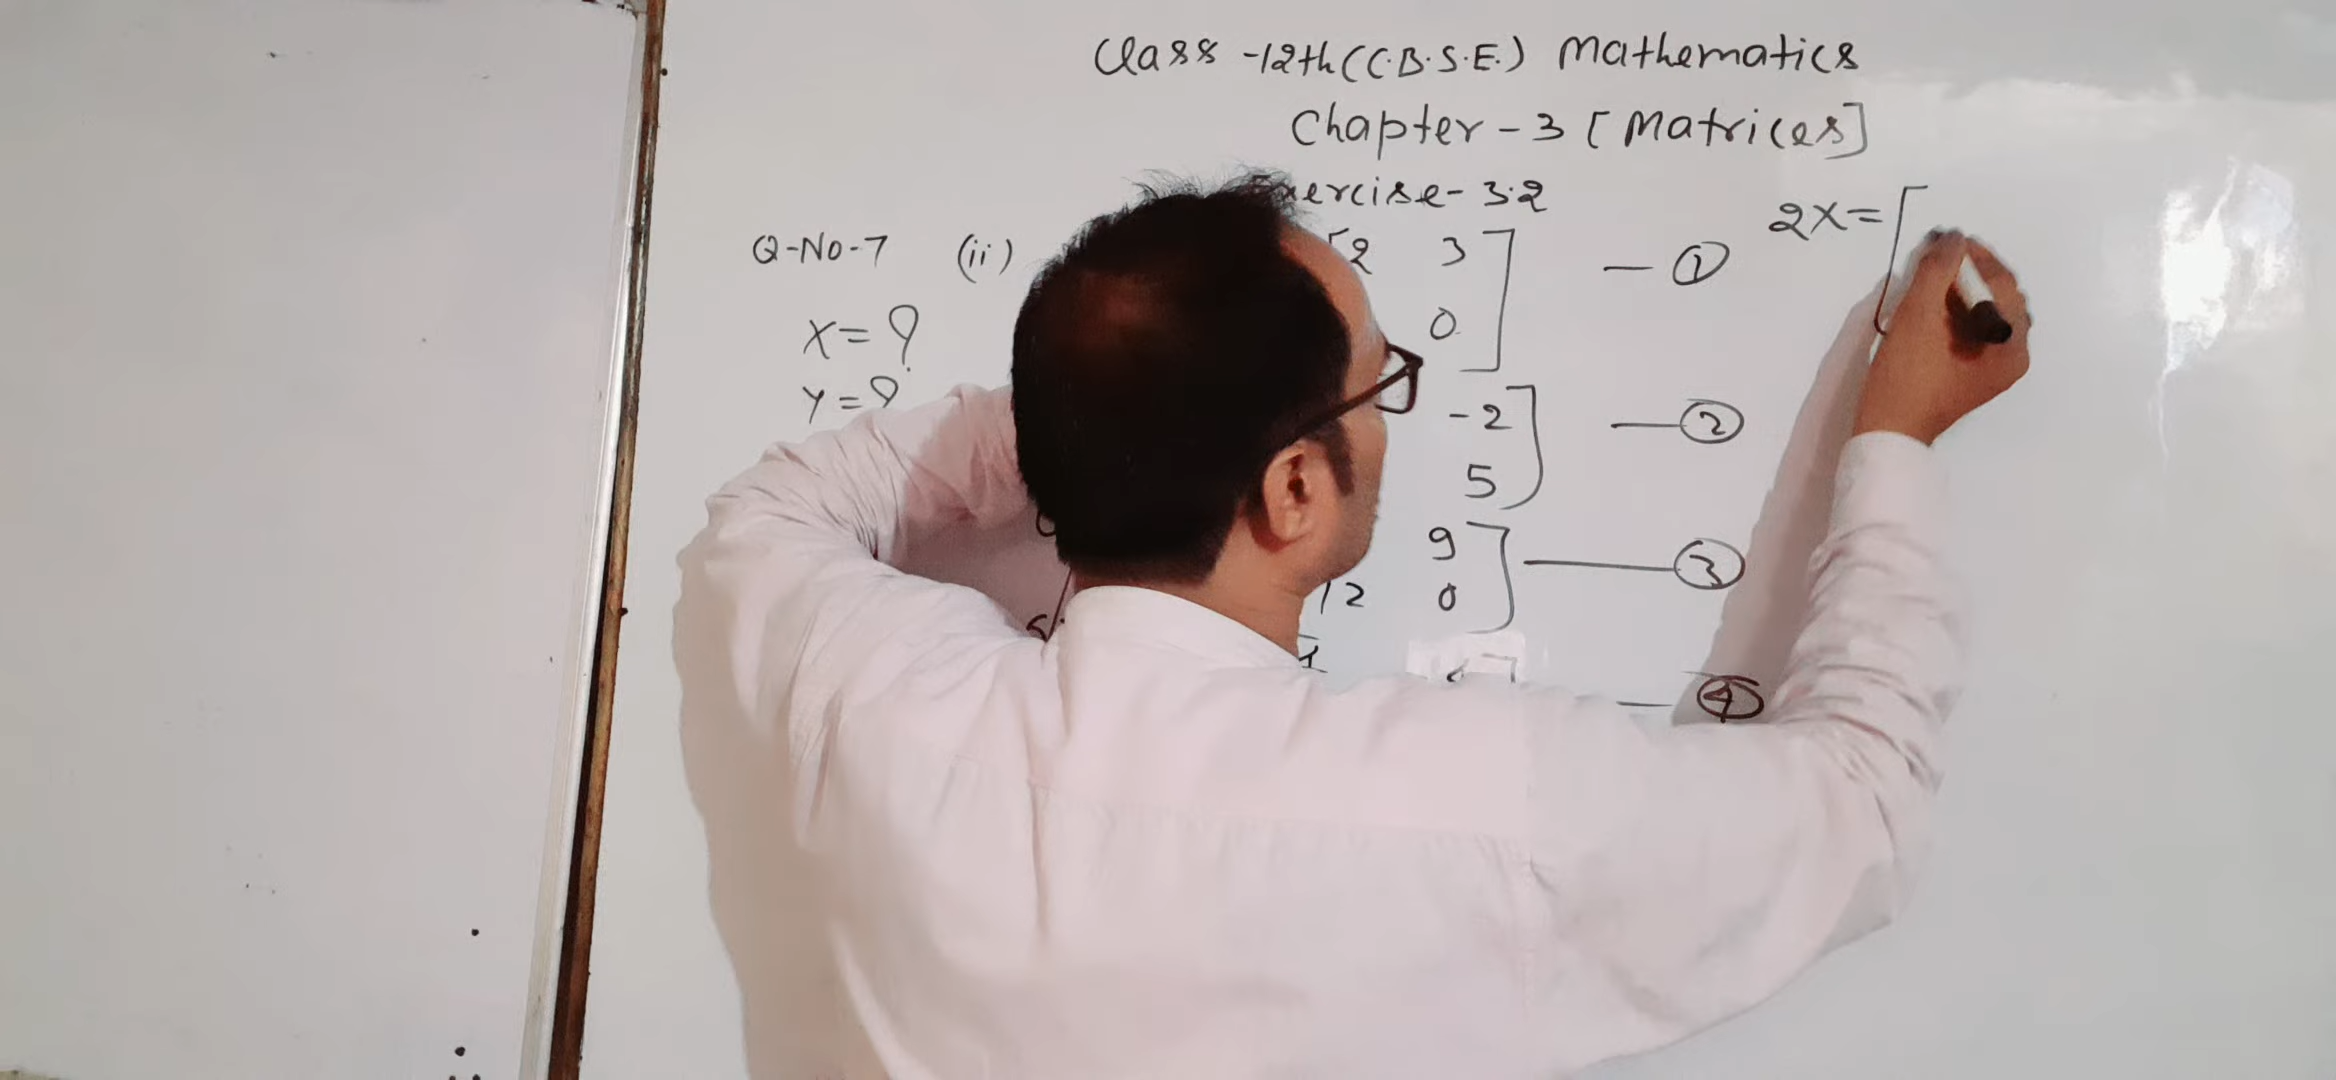 Class -12th (C.B.S.E.) Mathematics
Chapter - 3 [Matrices]
Exercise - 3.2
2X = [
Q-No-7 (ii) [2 3] — ①
0
X = ?
Y = ?
-2] — ②
5
9] — ③
12 0
— ④